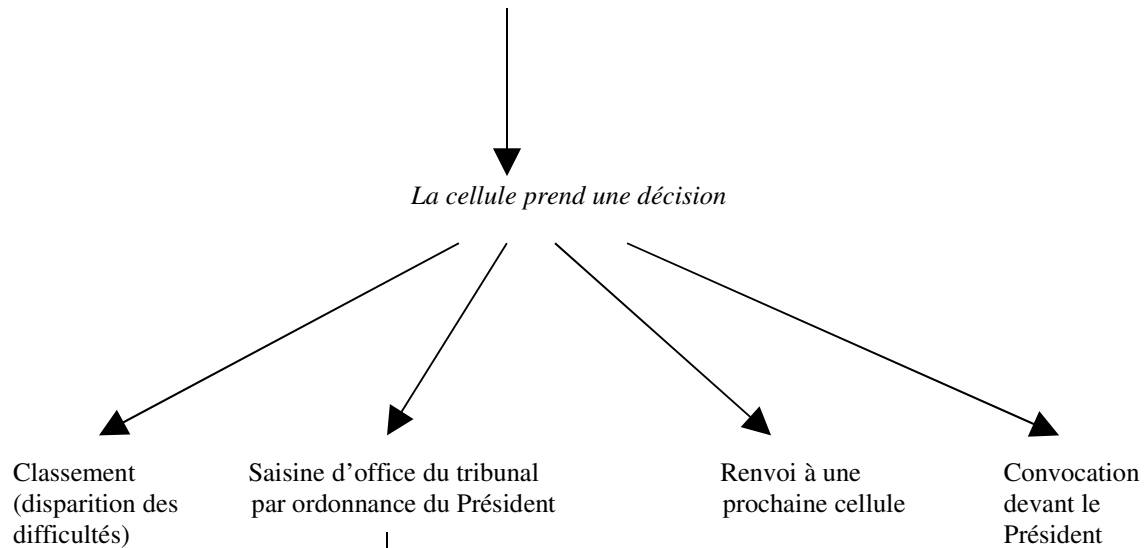 La cellule prend une décision
Classement
(disparition des
difficultés)
Saisine d'office du tribunal
par ordonnance du Président
Renvoi à une
prochaine cellule
Convocation
devant le
Président